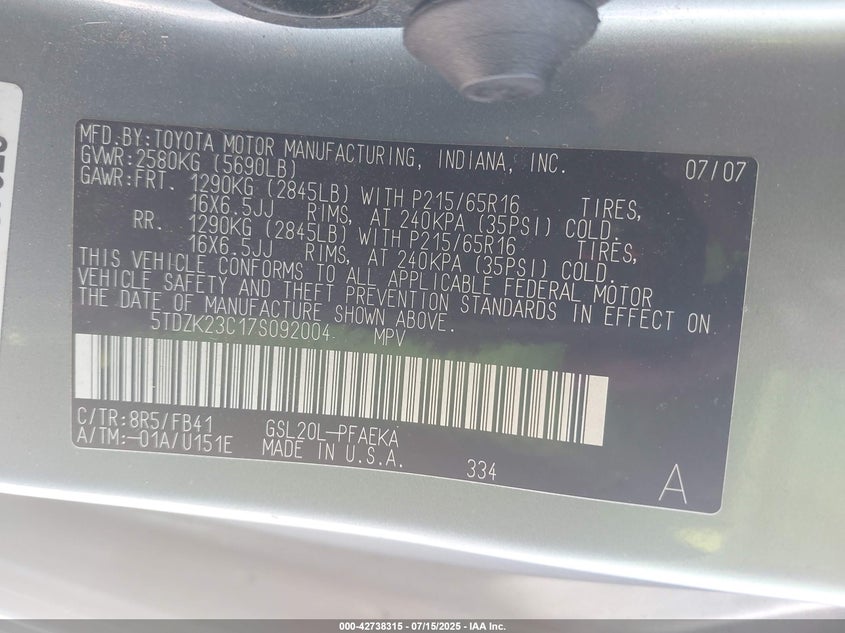 MFD.BY:TOYOTA MOTOR MANUFACTURING, INDIANA, INC. 07/07
GVWR:2580KG (5690LB)
GAWR:FRT. 1290KG (2845LB) WITH P215/65R16 TIRES,
16X6.5JJ RIMS, AT 240KPA (35PSI) COLD.
RR. 1290KG (2845LB) WITH P215/65R16 TIRES,
16X6.5JJ RIMS, AT 240KPA (35PSI) COLD.
THIS VEHICLE CONFORMS TO ALL APPLICABLE FEDERAL MOTOR
VEHICLE SAFETY AND THEFT PREVENTION STANDARDS IN EFFECT ON
THE DATE OF MANUFACTURE SHOWN ABOVE.
5TDZK23C17S092004 MPV
C/TR:8R5/FB41 GSL20L-PFAEKA
A/TM:-01A/U151E MADE IN U.S.A. 334
A
000-42738315 - 07/15/2025 - IAA Inc.